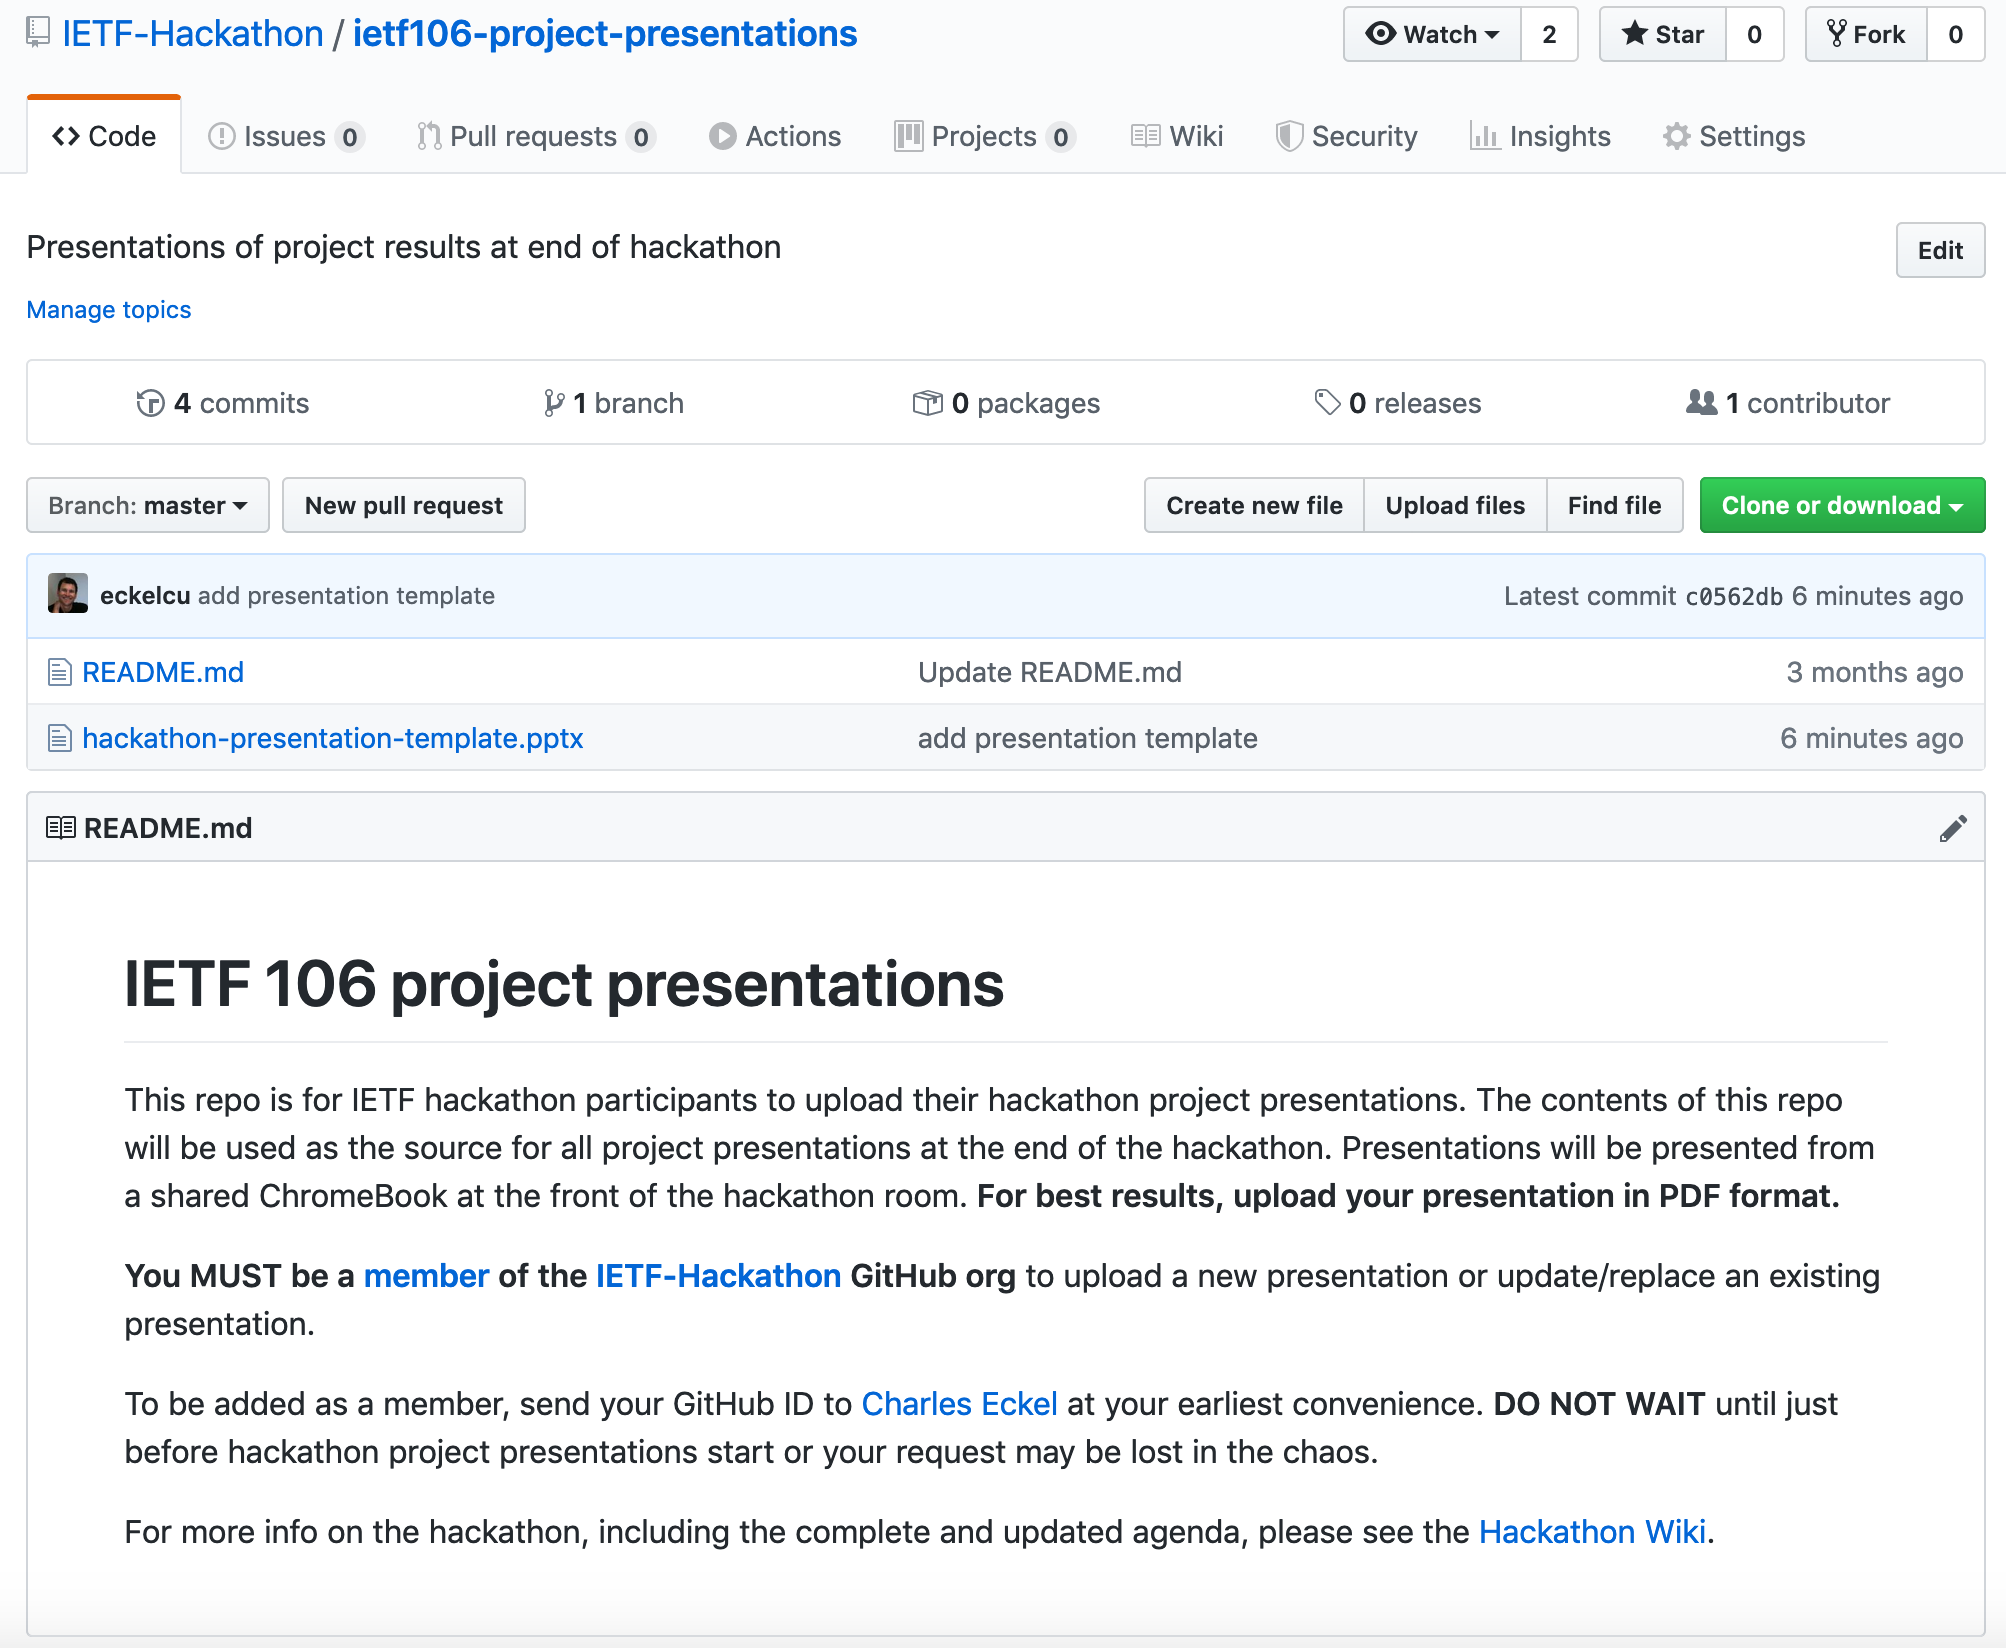 IETF-Hackathon / ietf106-project-presentations
Watch 2 Star 0 Fork 0
Code Issues 0 Pull requests 0 Actions Projects 0 Wiki Security Insights Settings
Presentations of project results at end of hackathon
Edit
Manage topics
4 commits 1 branch 0 packages 0 releases 1 contributor
Branch: master New pull request Create new file Upload files Find file Clone or download
eckelcu add presentation template Latest commit c0562db 6 minutes ago
README.md Update README.md 3 months ago
hackathon-presentation-template.pptx add presentation template 6 minutes ago
README.md
IETF 106 project presentations
This repo is for IETF hackathon participants to upload their hackathon project presentations. The contents of this repo
will be used as the source for all project presentations at the end of the hackathon. Presentations will be presented from
a shared ChromeBook at the front of the hackathon room. For best results, upload your presentation in PDF format.
You MUST be a member of the IETF-Hackathon GitHub org to upload a new presentation or update/replace an existing
presentation.
To be added as a member, send your GitHub ID to Charles Eckel at your earliest convenience. DO NOT WAIT until just
before hackathon project presentations start or your request may be lost in the chaos.
For more info on the hackathon, including the complete and updated agenda, please see the Hackathon Wiki.